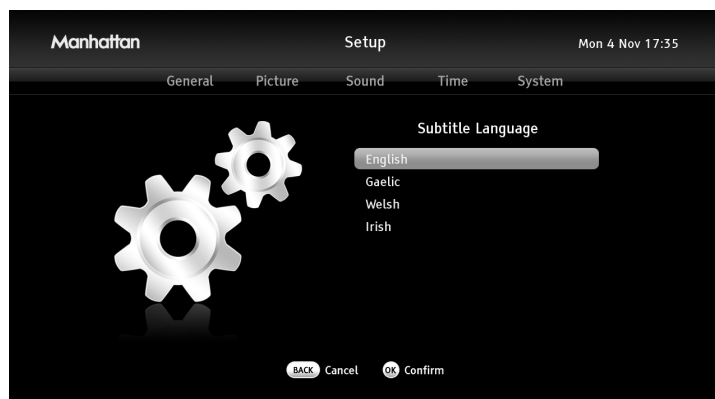 Manhattan Setup Mon 4 Nov 17:35
General Picture Sound Time System
Subtitle Language
English
Gaelic
Welsh
Irish
BACK Cancel OK Confirm